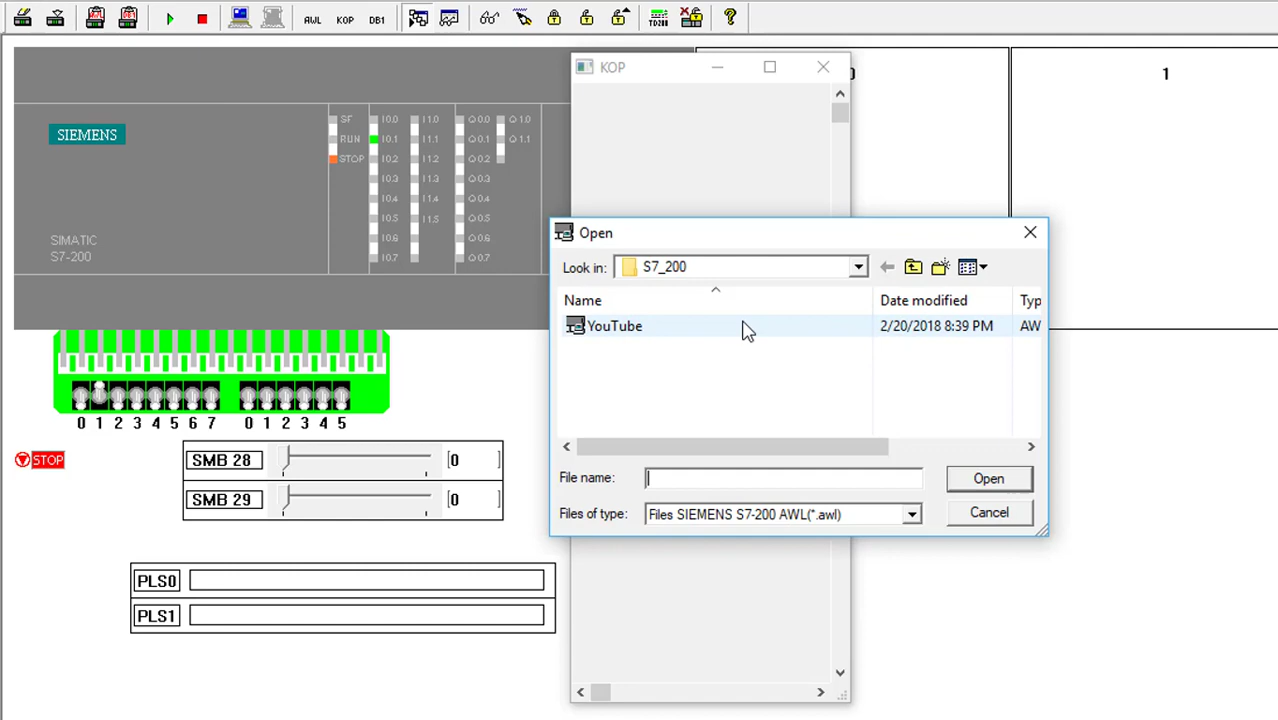 AWL KOP DB1 TD200 ?
KOP
0
1
SIEMENS
SF
RUN
STOP
I0.0
I0.1
I0.2
I0.3
I0.4
I0.5
I0.6
I0.7
I1.0
I1.1
I1.2
I1.3
I1.4
I1.5
Q0.0
Q0.1
Q0.2
Q0.3
Q0.4
Q0.5
Q0.6
Q0.7
Q1.0
Q1.1
SIMATIC
S7-200
Open
Look in: S7_200
Name Date modified Typ
YouTube 2/20/2018 8:39 PM AW
File name: Open
Files of type: Files SIEMENS S7-200 AWL(*.awl) Cancel
0 1 2 3 4 5 6 7 0 1 2 3 4 5
STOP
SMB 28 [0 ]
SMB 29 [0 ]
PLS0
PLS1